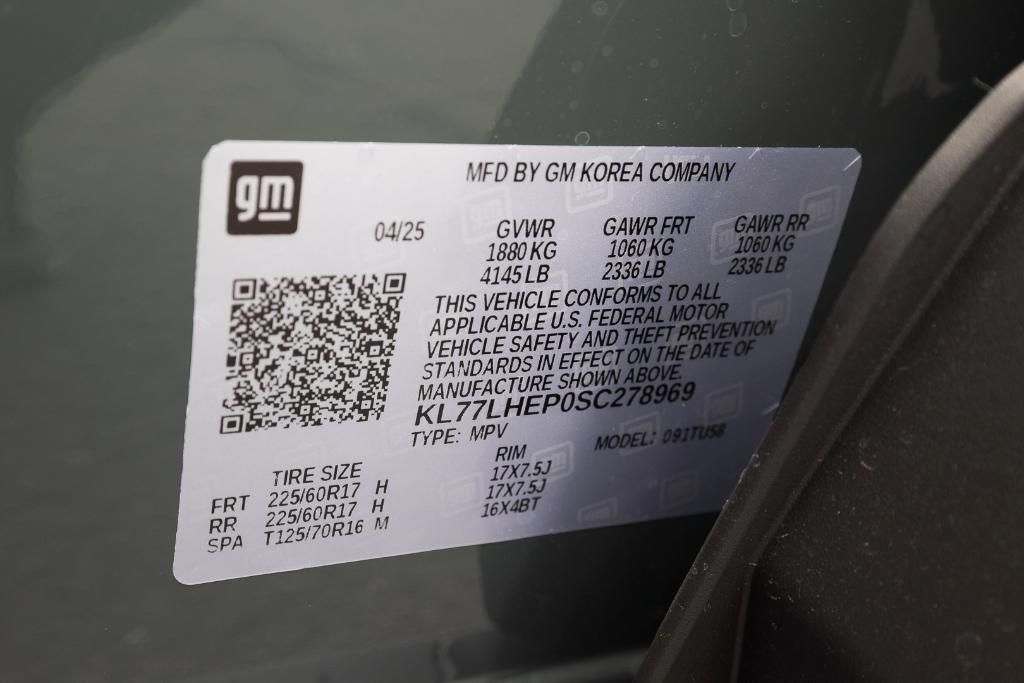 gm
MFD BY GM KOREA COMPANY
04/25 GVWR GAWR FRT GAWR RR
1880 KG 1060 KG 1060 KG
4145 LB 2336 LB 2336 LB
THIS VEHICLE CONFORMS TO ALL
APPLICABLE U.S. FEDERAL MOTOR
VEHICLE SAFETY AND THEFT PREVENTION
STANDARDS IN EFFECT ON THE DATE OF
MANUFACTURE SHOWN ABOVE.
KL77LHEP0SC278969
TYPE: MPV MODEL: 091TU58
TIRE SIZE RIM
FRT 225/60R17 H 17X7.5J
RR 225/60R17 H 17X7.5J
SPA T125/70R16 M 16X4BT